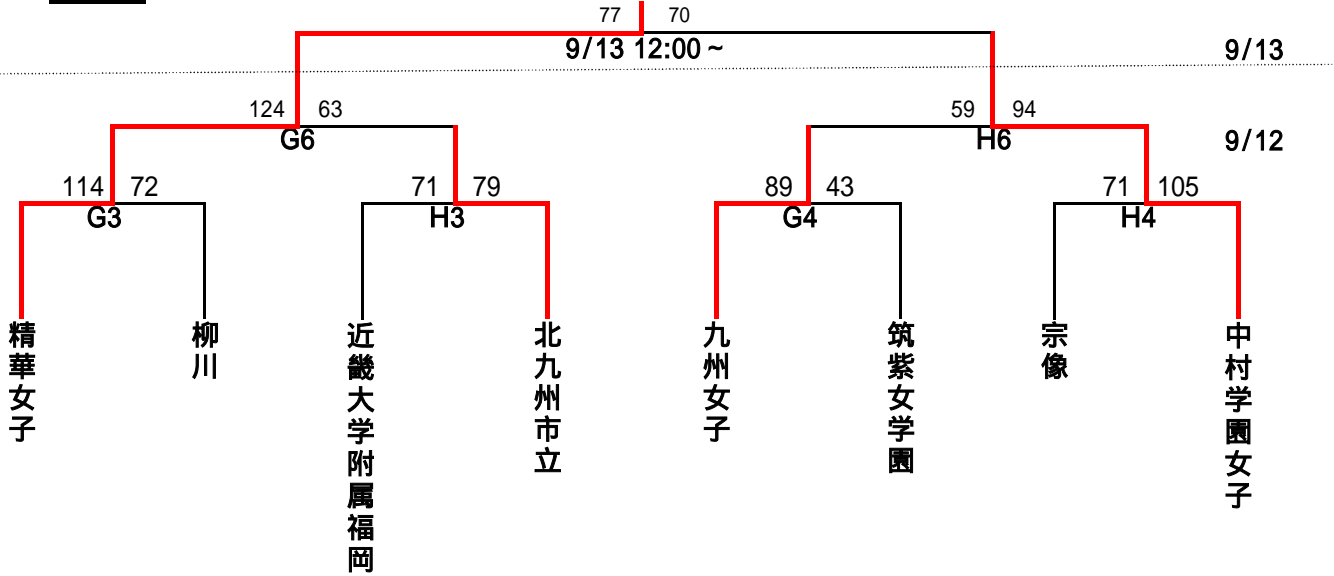 77 70
9/13 12:00～ 9/13
124 63 59 94
G6 H6 9/12
114 72 71 79 89 43 71 105
G3 H3 G4 H4
精華女子
柳川
近畿大学附属福岡
北九州市立
九州女子
筑紫女学園
宗像
中村学園女子